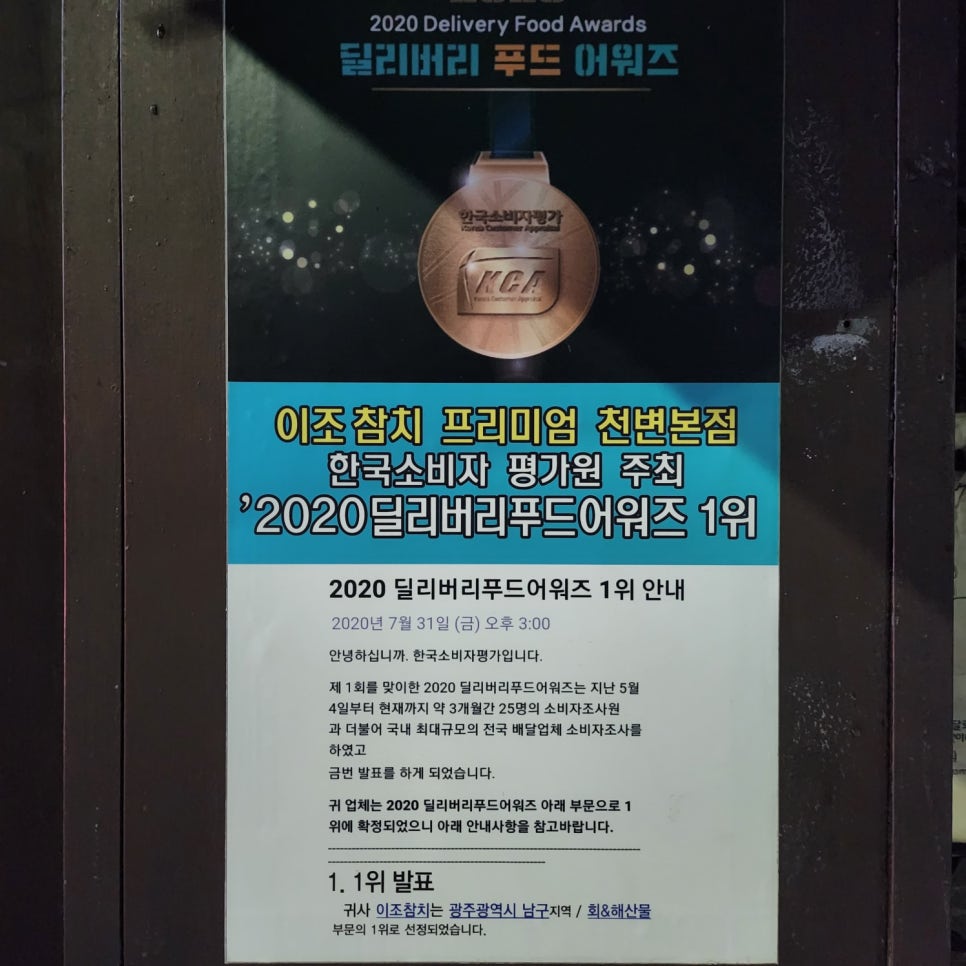 2020 Delivery Food Awards
딜리버리 푸드 어워즈
한국소비자평가
Korea Customer Appraisal
KCA
Korea Customer Appraisal
이조참치 프리미엄 천변본점
한국소비자 평가원 주최
'2020딜리버리푸드어워즈 1위
2020 딜리버리푸드어워즈 1위 안내
2020년 7월 31일 (금) 오후 3:00
안녕하십니까. 한국소비자평가입니다.
제 1회를 맞이한 2020 딜리버리푸드어워즈는 지난 5월
4일부터 현재까지 약 3개월간 25명의 소비자조사원
과 더불어 국내 최대규모의 전국 배달업체 소비자조사를
하였고
금번 발표를 하게 되었습니다.
귀 업체는 2020 딜리버리푸드어워즈 아래 부문으로 1
위에 확정되었으니 아래 안내사항을 참고바랍니다.
1. 1위 발표
귀사 이조참치는 광주광역시 남구지역 / 회&해산물
부문의 1위로 선정되었습니다.